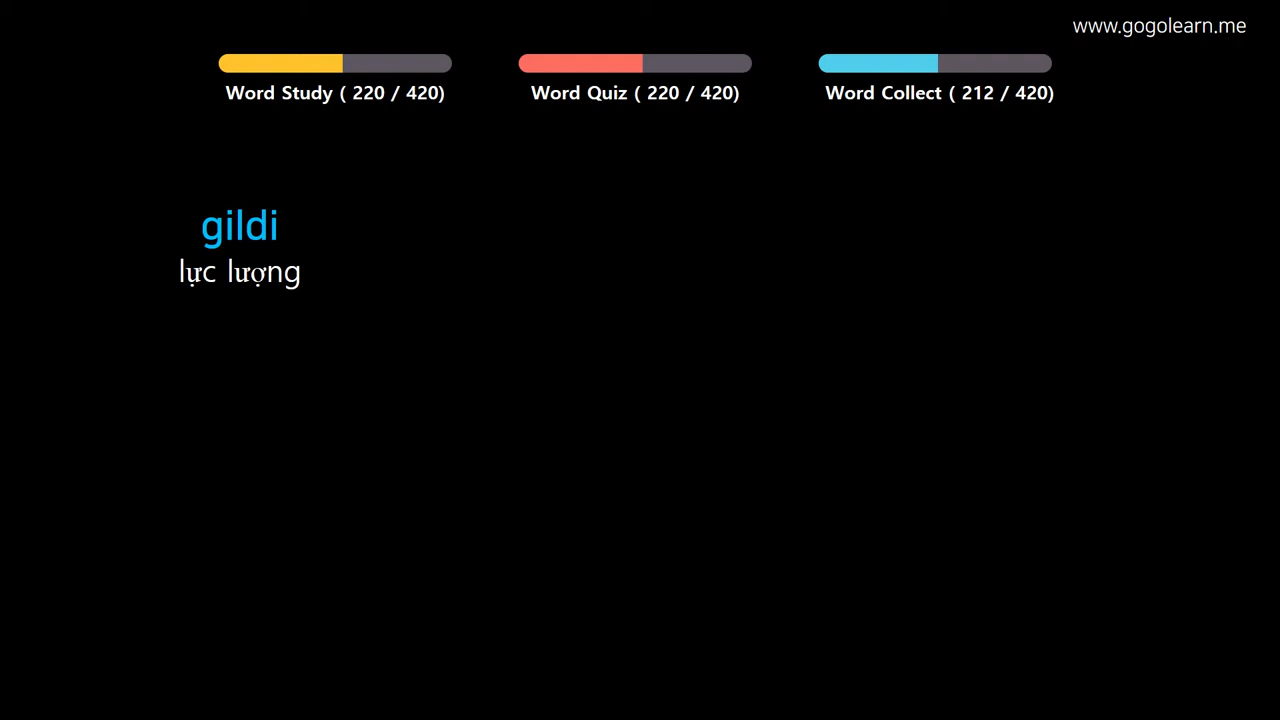 www.gogolearn.me
Word Study ( 220 / 420)
Word Quiz ( 220 / 420)
Word Collect ( 212 / 420)
gildi
lực lượng